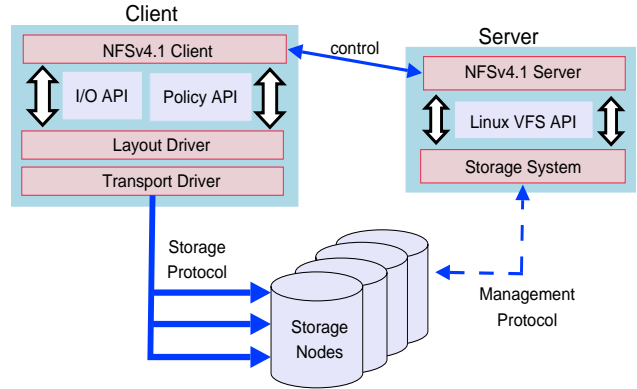 Client
NFSv4.1 Client
I/O API
Policy API
Layout Driver
Transport Driver
control
Server
NFSv4.1 Server
Linux VFS API
Storage System
Storage
Protocol
Storage
Nodes
Management
Protocol